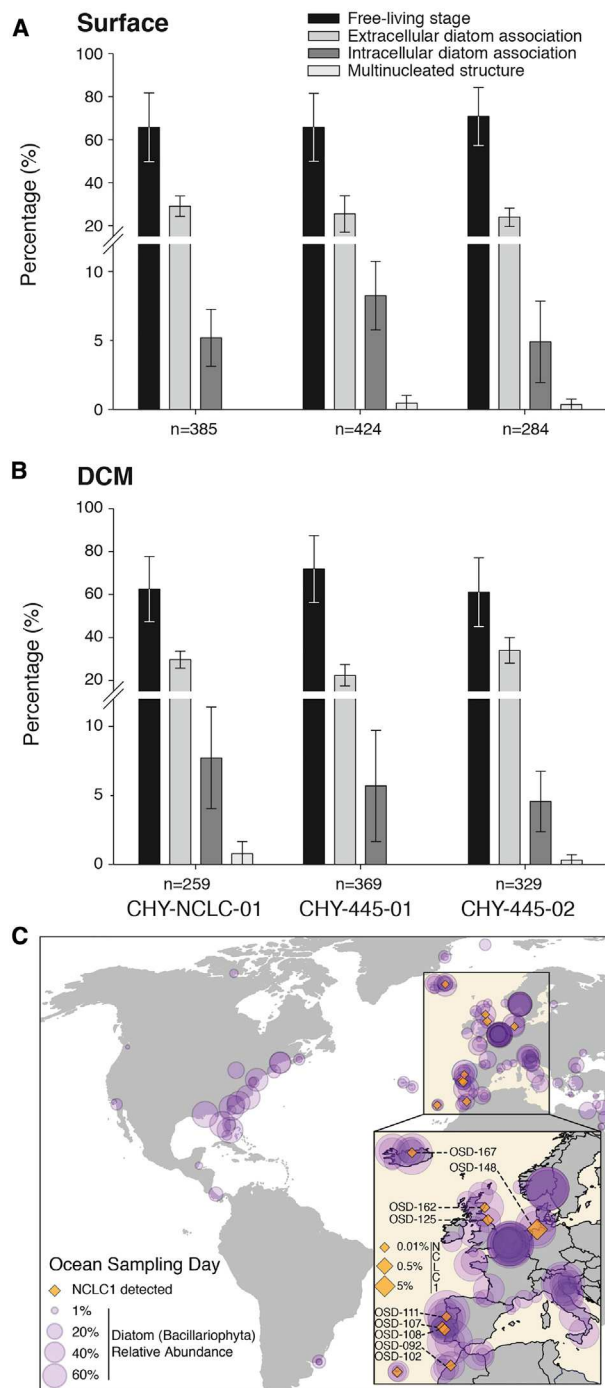 A Surface
Free-living stage
Extracellular diatom association
Intracellular diatom association
Multinucleated structure
Percentage (%)
100
80
60
40
20
10
5
0
n=385 n=424 n=284
B DCM
Percentage (%)
100
80
60
40
20
10
5
0
n=259 n=369 n=329
CHY-NCLC-01 CHY-445-01 CHY-445-02
C
Ocean Sampling Day
NCLC1 detected
1%
20%
40%
60%
Diatom (Bacillariophyta)
Relative Abundance
OSD-167
OSD-148
OSD-162
OSD-125
0.01%
0.5%
5%
NCLC1
OSD-111
OSD-107
OSD-108
OSD-092
OSD-102